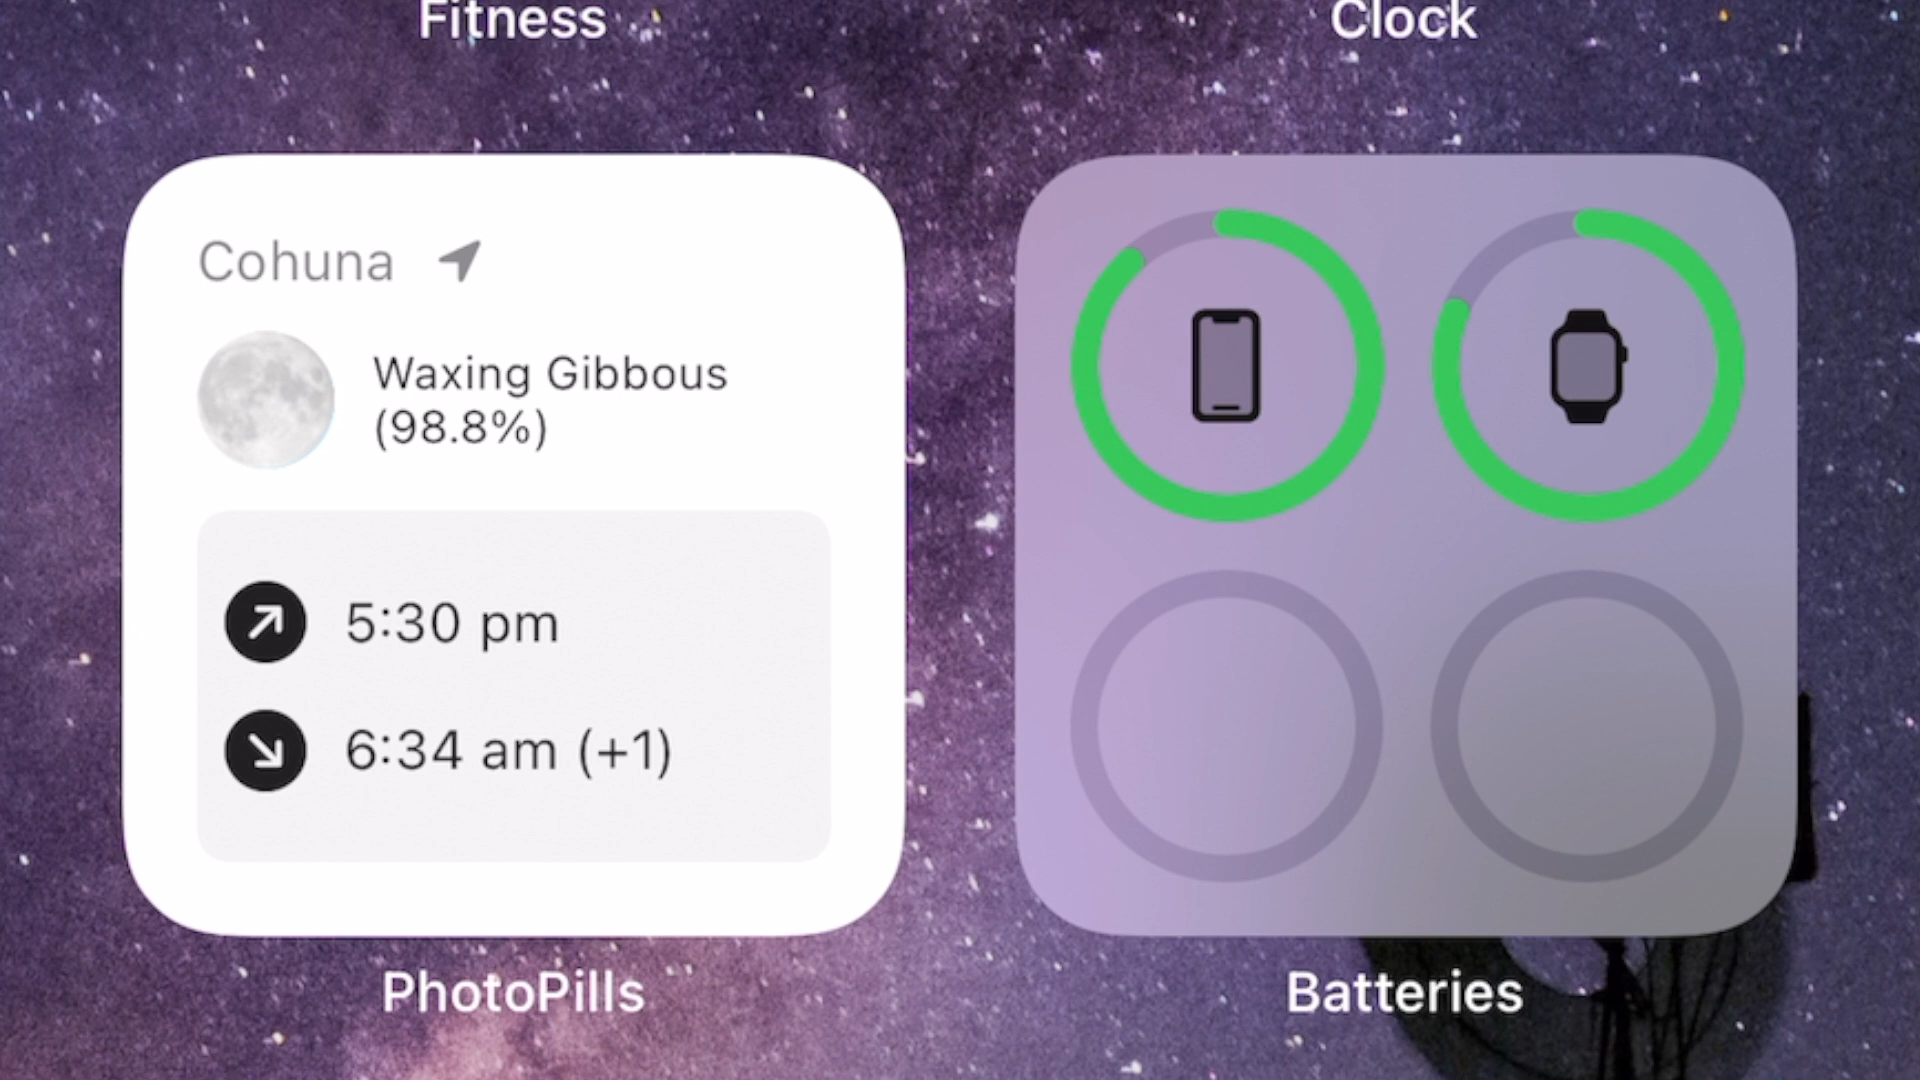 Fitness
Clock
Cohuna
Waxing Gibbous
(98.8%)
5:30 pm
6:34 am (+1)
PhotoPills
Batteries